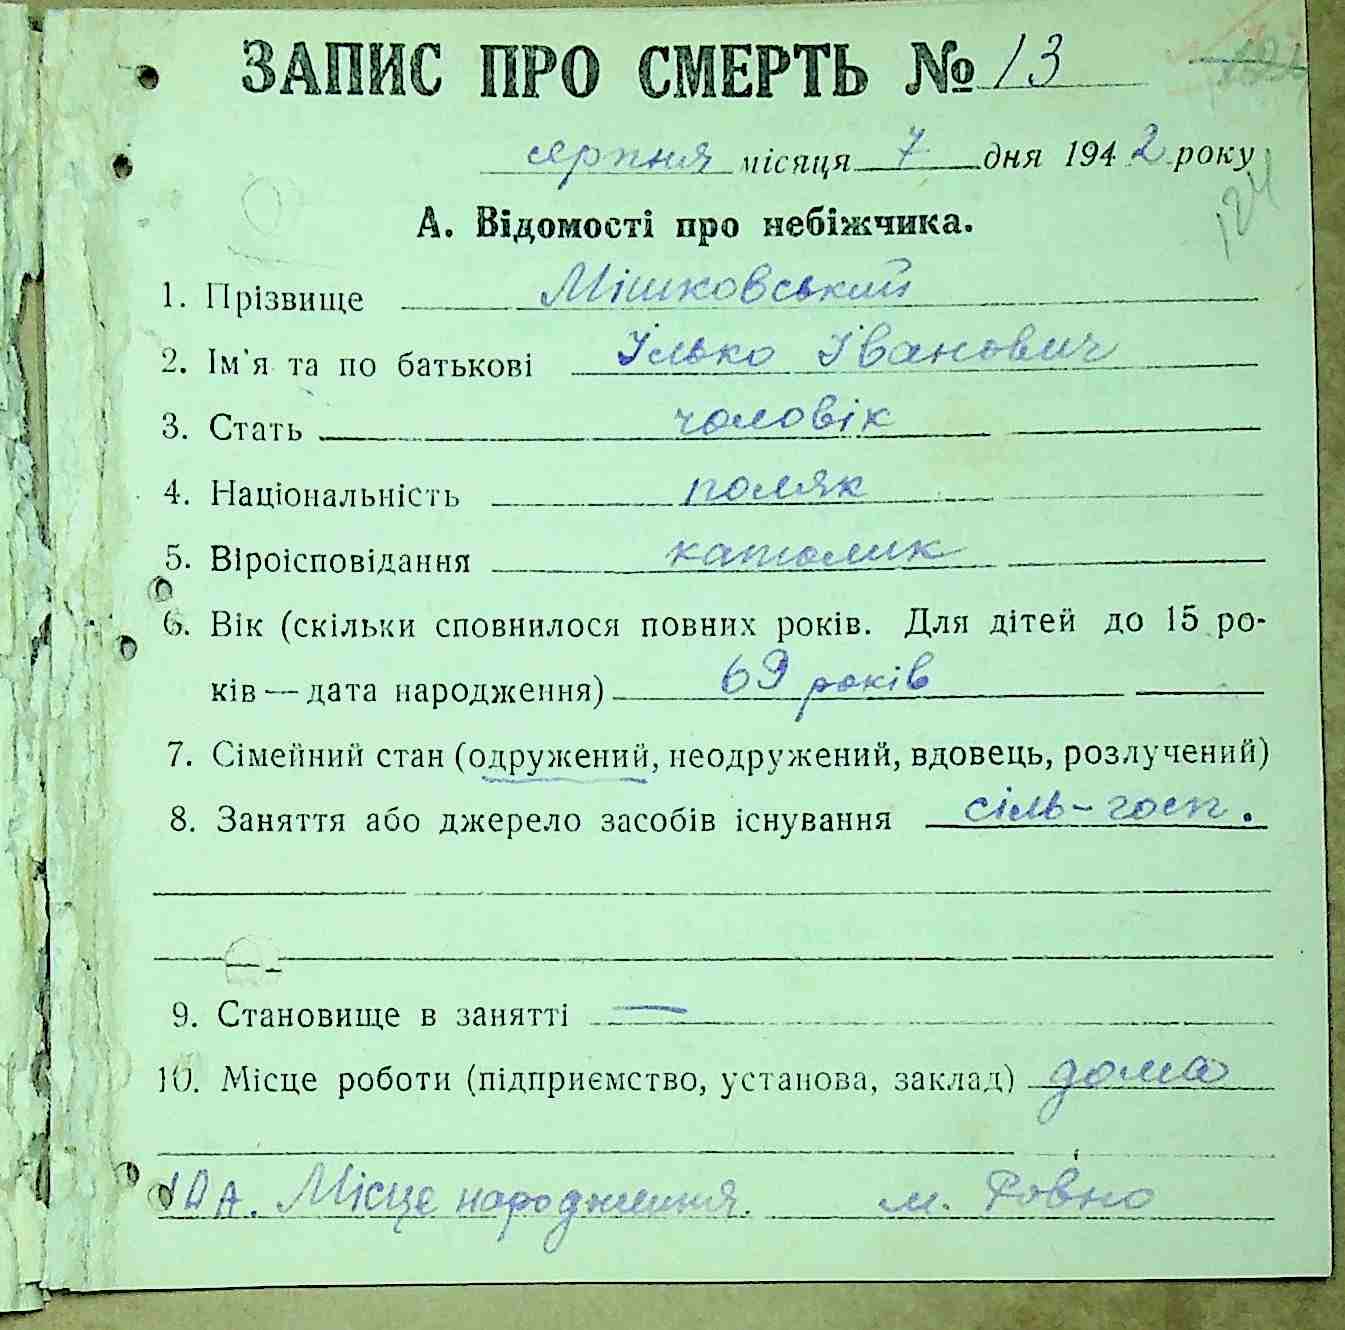 ЗАПИС ПРО СМЕРТЬ № 13
серпня місяця 7 дня 1942 року
124
А. Відомості про небіжчика.
1. Прізвище Мішковський
2. Ім'я та по батькові Ілько Іванович
3. Стать чоловік
4. Національність поляк
5. Віроісповідання католик
6. Вік (скільки сповнилося повних років. Для дітей до 15 ро-
ків — дата народження) 69 років
7. Сімейний стан (одружений, неодружений, вдовець, розлучений)
8. Заняття або джерело засобів існування сіль-госп.
9. Становище в занятті —
10. Місце роботи (підприємство, установа, заклад) дома
10А. Місце народження. м. Ровно